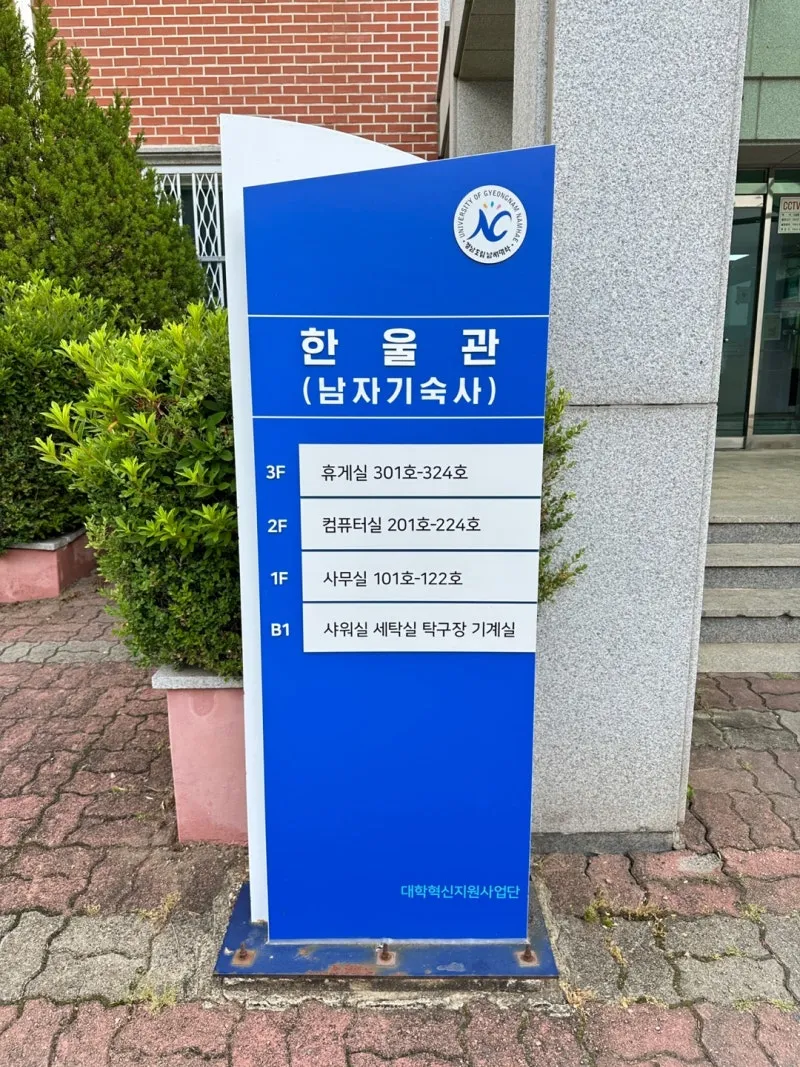 UNIVERSITY OF GYEONGNAM NAMHAE
NC
경남도립남해대학
한울관
(남자기숙사)
3F 휴게실 301호-324호
2F 컴퓨터실 201호-224호
1F 사무실 101호-122호
B1 샤워실 세탁실 탁구장 기계실
대학혁신지원사업단
CCTV